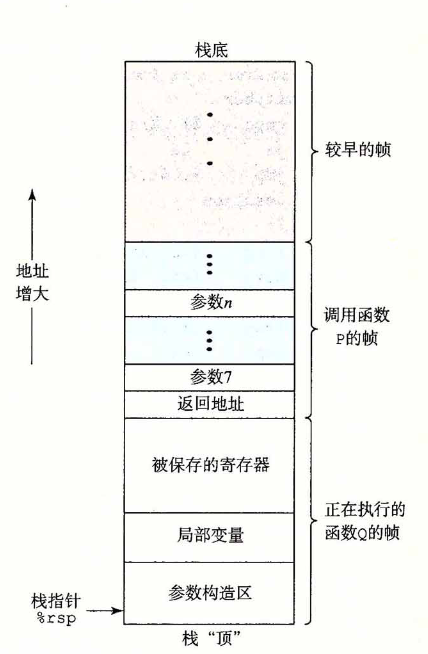 栈底
较早的帧
地址
增大
参数n
调用函数
P的帧
参数7
返回地址
被保存的寄存器
正在执行的
函数Q的帧
局部变量
参数构造区
栈指针
%rsp
栈“顶”